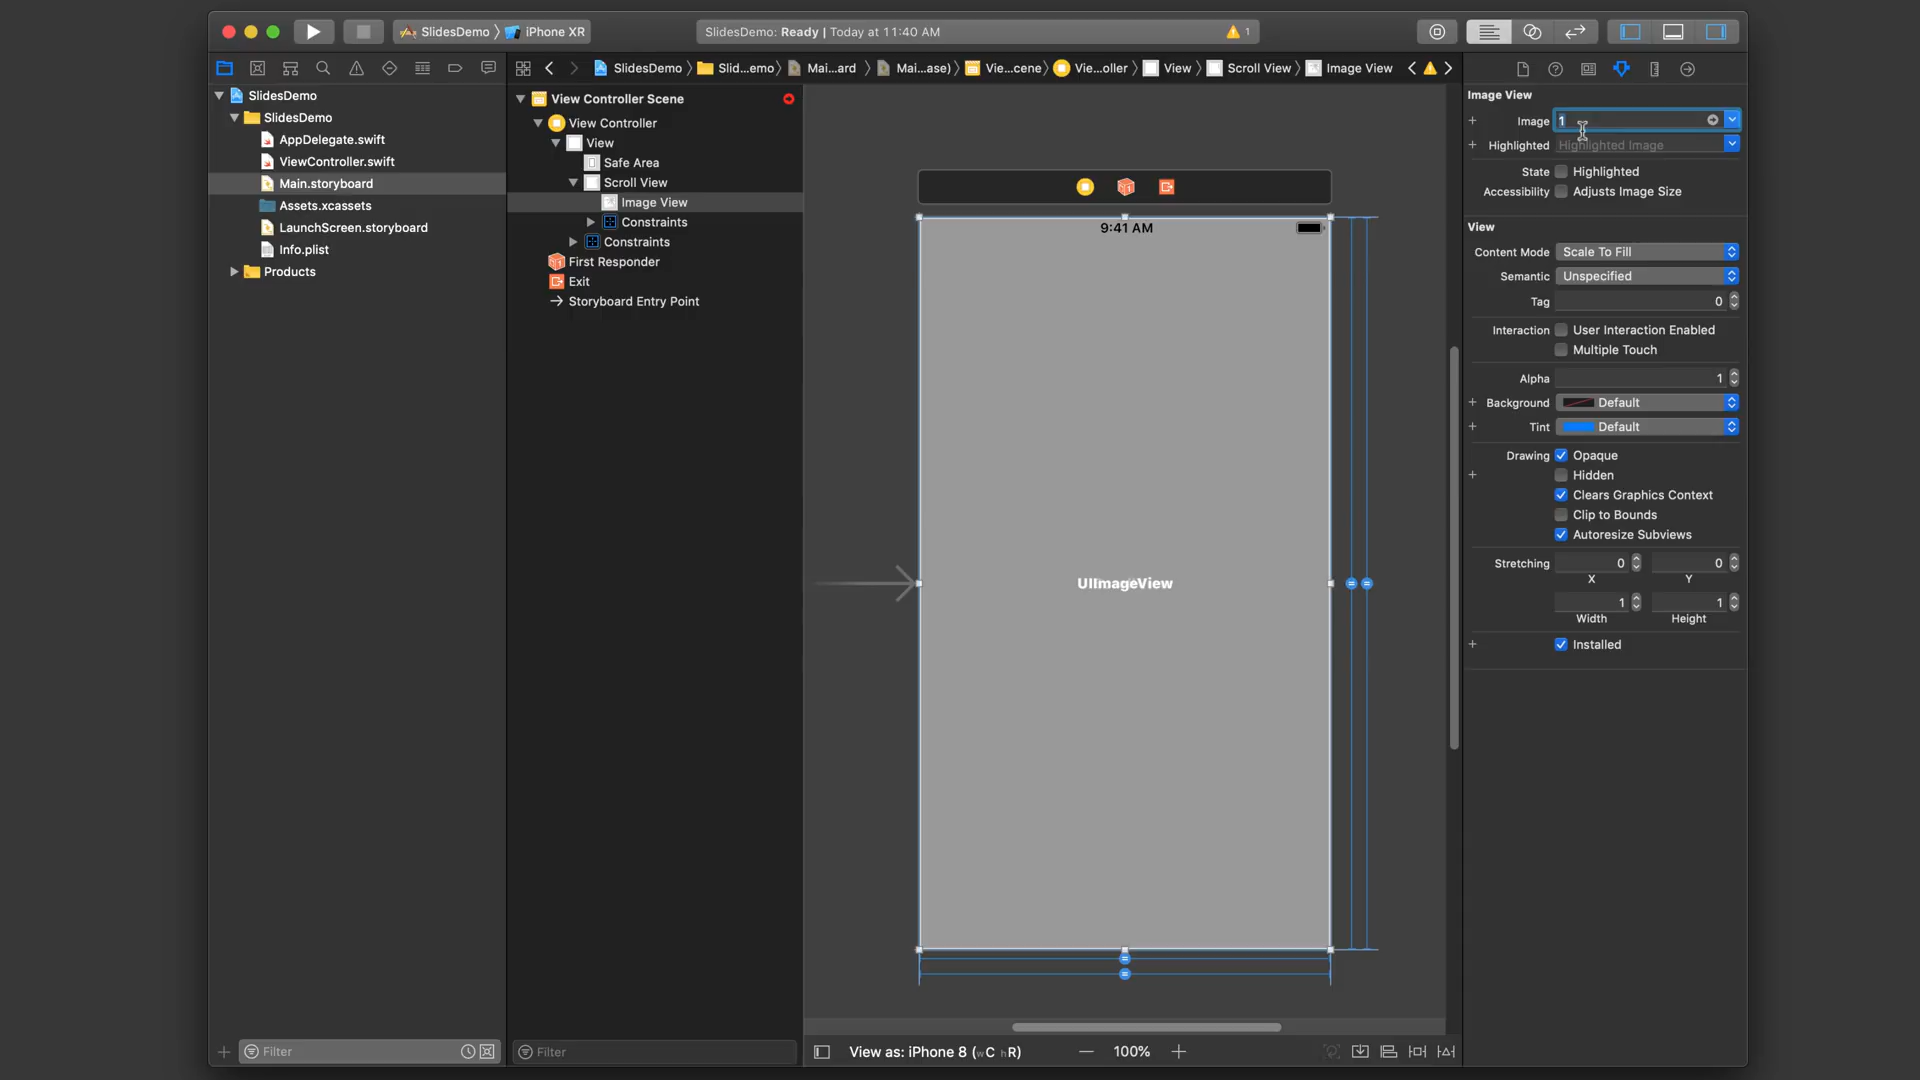 SlidesDemo
iPhone XR
SlidesDemo: Ready | Today at 11:40 AM
1
SlidesDemo
Slid...emo
Mai...ard
Mai...ase)
Vie...cene
Vie...oller
View
Scroll View
Image View
SlidesDemo
SlidesDemo
AppDelegate.swift
ViewController.swift
Main.storyboard
Assets.xcassets
LaunchScreen.storyboard
Info.plist
Products
Filter
View Controller Scene
View Controller
View
Safe Area
Scroll View
Image View
Constraints
Constraints
First Responder
Exit
Storyboard Entry Point
Filter
9:41 AM
UIImageView
View as: iPhone 8 (wC hR)
100%
Image View
Image 1
Highlighted Highlighted Image
State Highlighted
Accessibility Adjusts Image Size
View
Content Mode Scale To Fill
Semantic Unspecified
Tag 0
Interaction User Interaction Enabled
Multiple Touch
Alpha 1
Background Default
Tint Default
Drawing Opaque
Hidden
Clears Graphics Context
Clip to Bounds
Autoresize Subviews
Stretching 0 0
X Y
1 1
Width Height
Installed